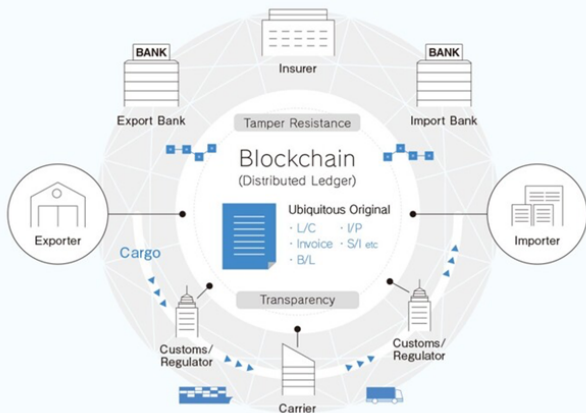 BANK
BANK
Insurer
Export Bank
Import Bank
Tamper Resistance
Blockchain
(Distributed Ledger)
Ubiquitous Original
· L/C · I/P
· Invoice · S/I etc
· B/L
Exporter
Importer
Cargo
Transparency
Customs/
Regulator
Customs/
Regulator
Carrier